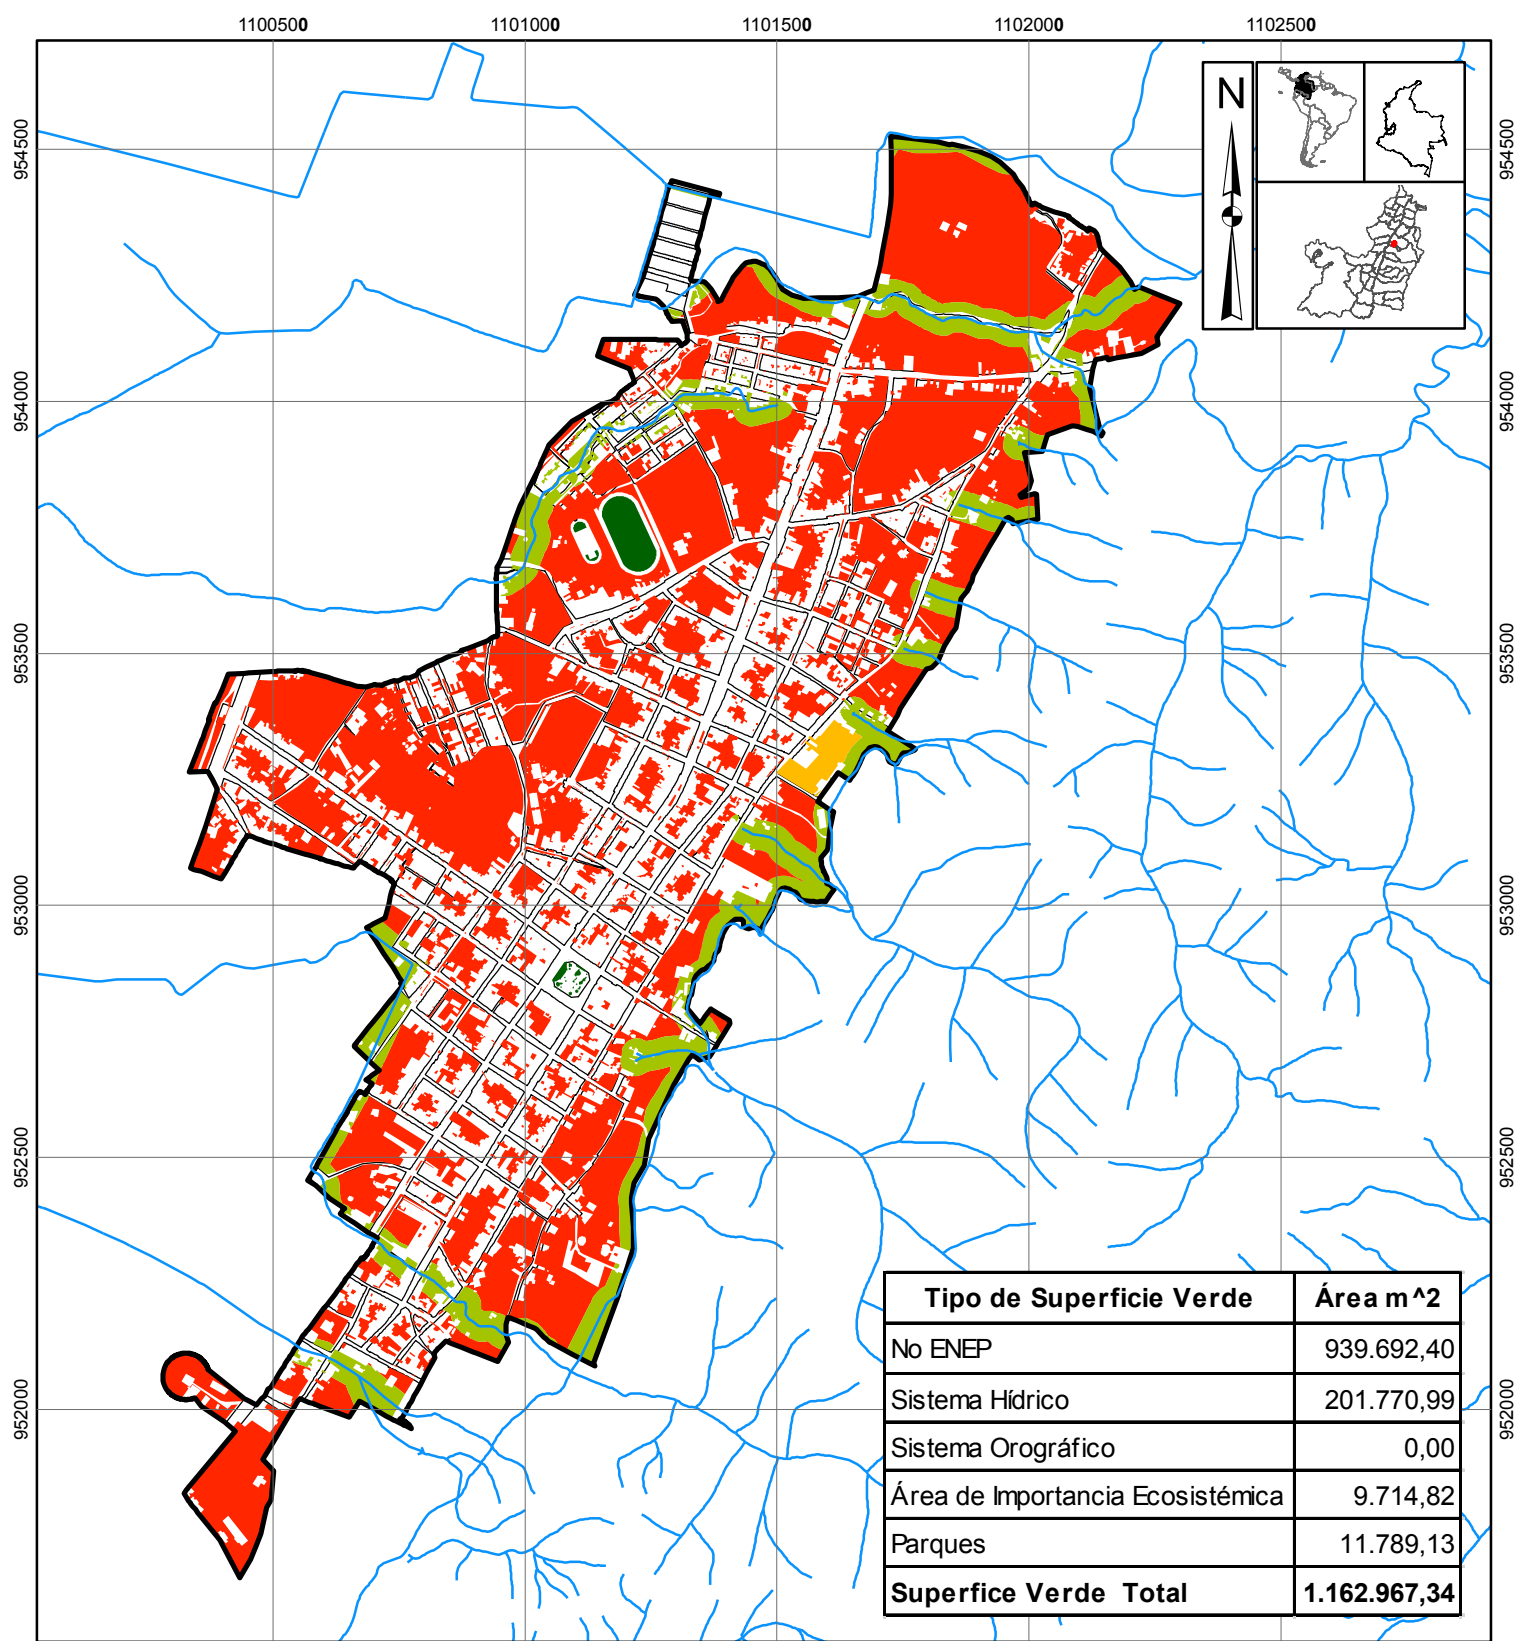 1100500 1101000 1101500 1102000 1102500
N
954500 954500
954000 954000
953500 953500
953000 953000
952500 952500
952000 952000
Tipo de Superficie Verde Área m^2
No ENEP 939.692,40
Sistema Hídrico 201.770,99
Sistema Orográfico 0,00
Área de Importancia Ecosistémica 9.714,82
Parques 11.789,13
Superfice Verde Total 1.162.967,34